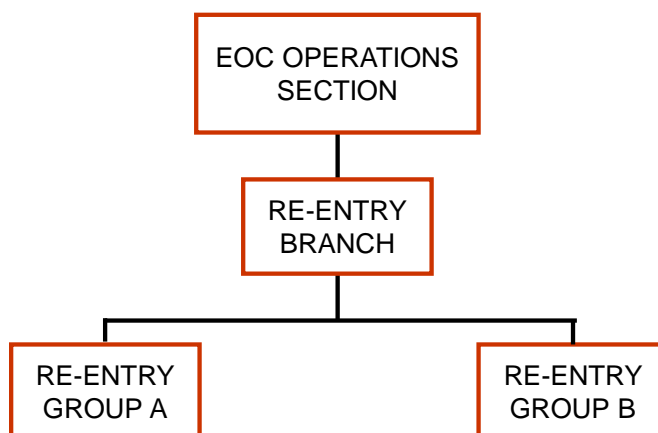 EOC OPERATIONS
SECTION
RE-ENTRY
BRANCH
RE-ENTRY
GROUP A
RE-ENTRY
GROUP B